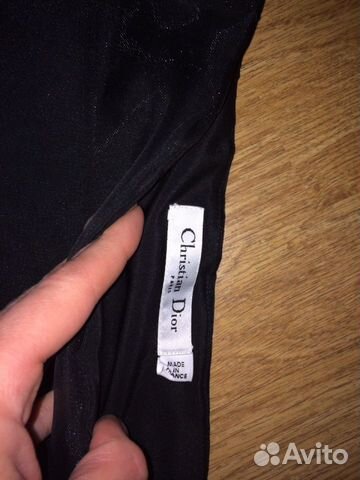 Christian Dior
PARIS
MADE
IN
FRANCE
Avito